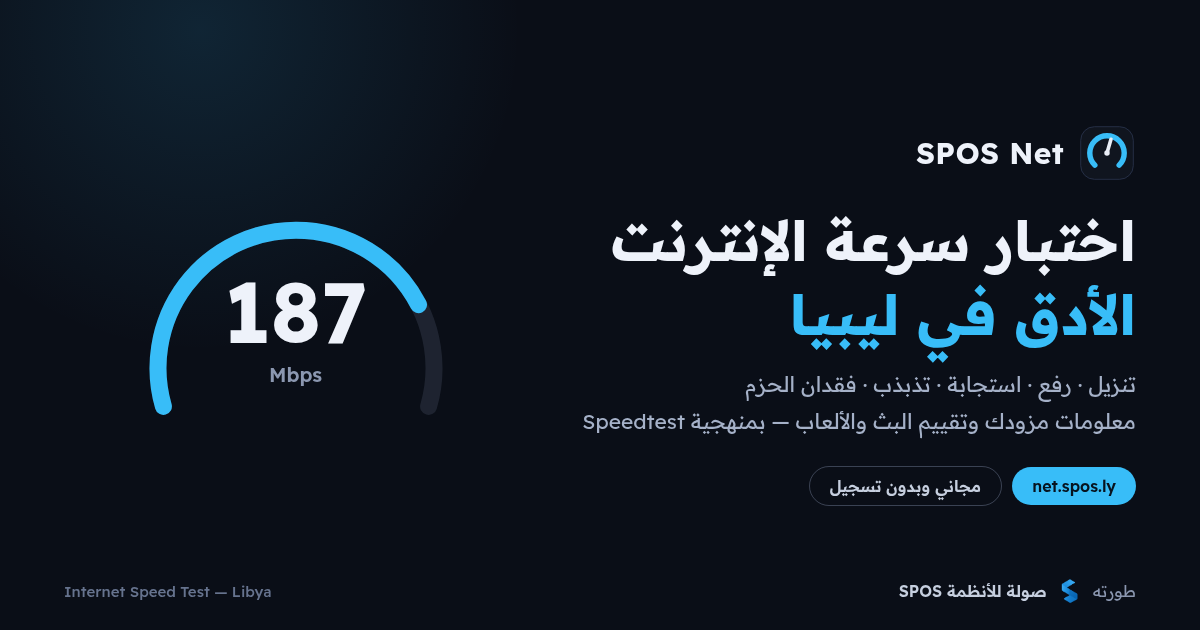 SPOS Net
اختبار سرعة الإنترنت
الأدق في ليبيا
تنزيل · رفع · استجابة · تذبذب · فقدان الحزم
معلومات مزودك وتقييم البث والألعاب — بمنهجية Speedtest
net.spos.ly
مجاني وبدون تسجيل
187
Mbps
طورته صولة للأنظمة SPOS
Internet Speed Test — Libya